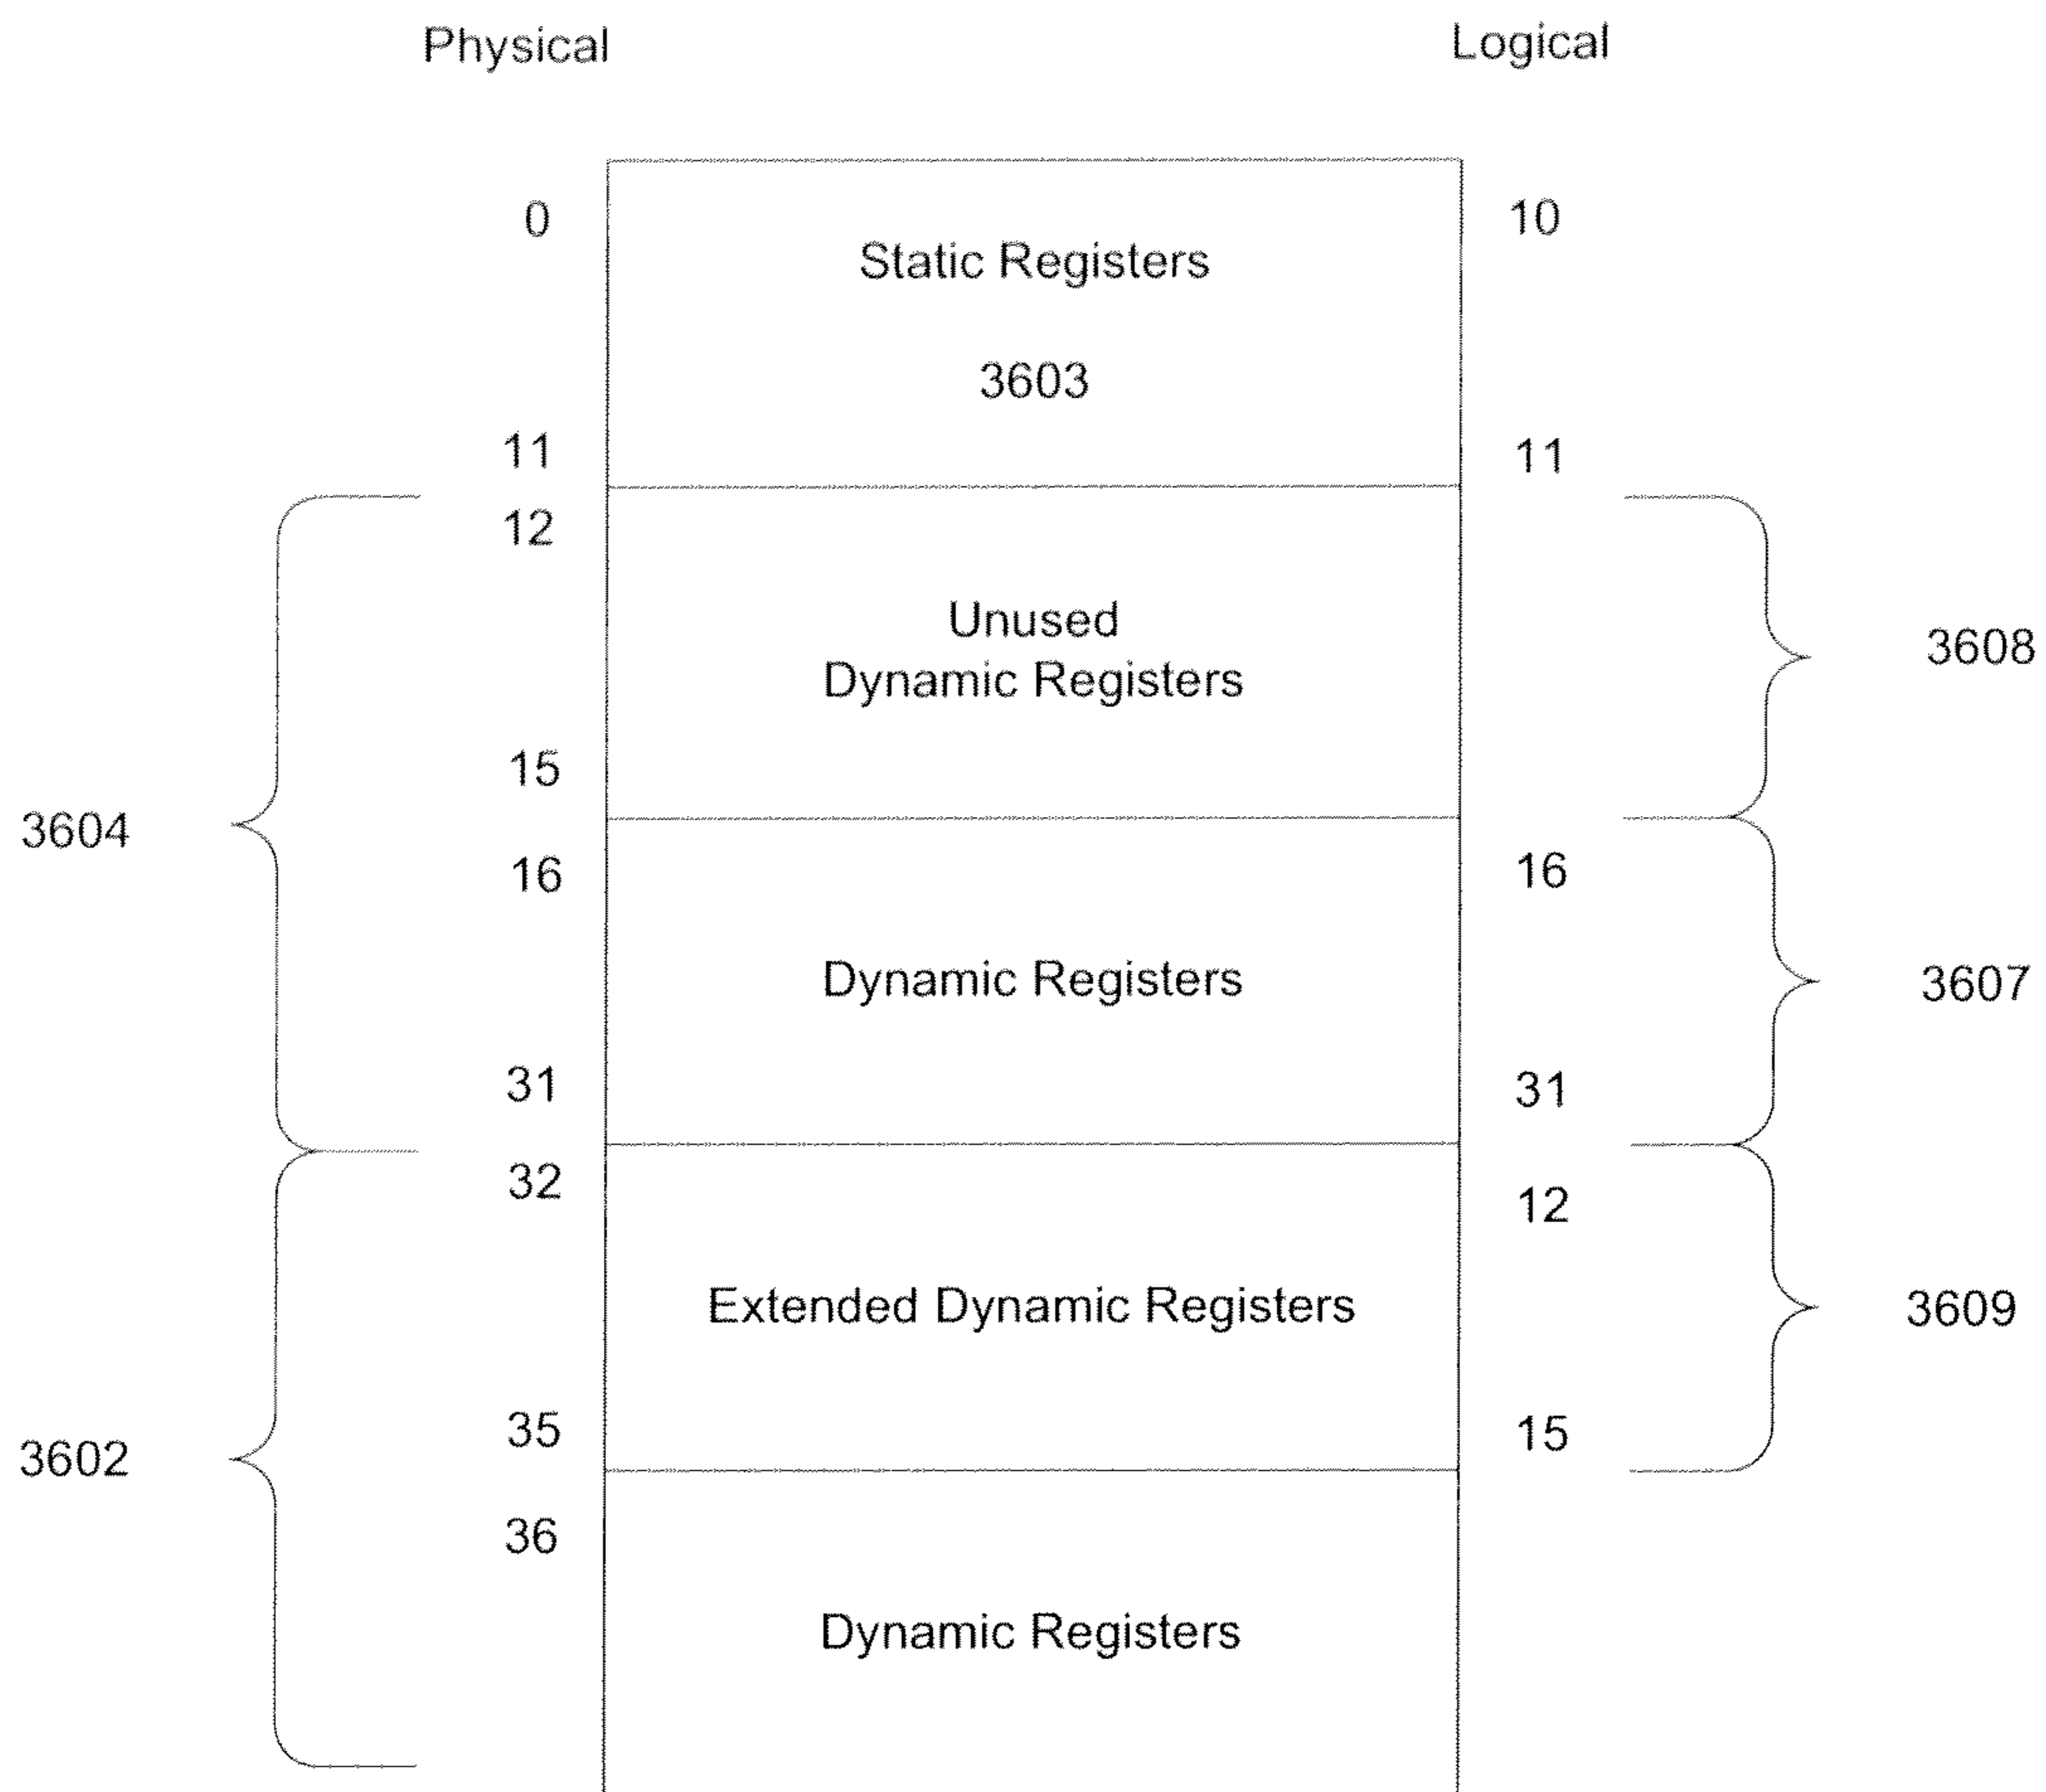 Physical Logical
0 10
Static Registers
3603
11 11
12
Unused
3608
Dynamic Registers
15
3604
16 16
Dynamic Registers 3607
31 31
32 12
Extended Dynamic Registers 3609
35 15
3602
36
Dynamic Registers